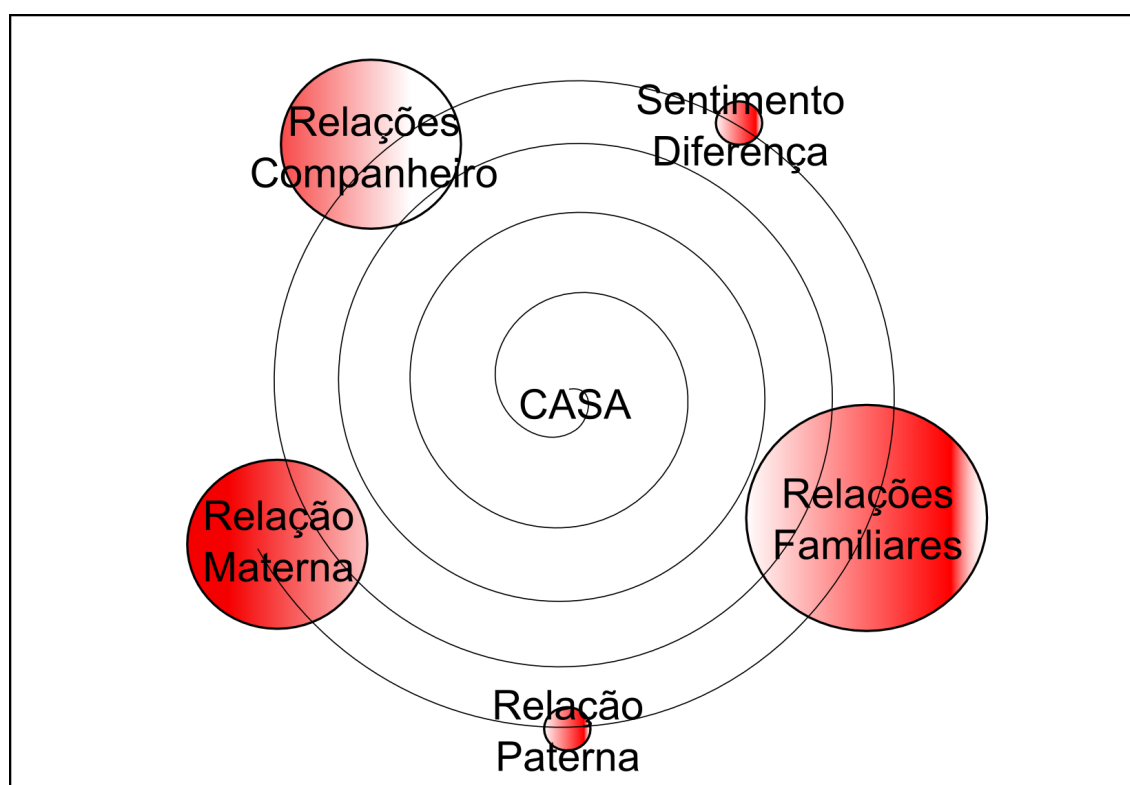 Relações
Companheiro
Sentimento
Diferença
CASA
Relação
Materna
Relações
Familiares
Relação
Paterna